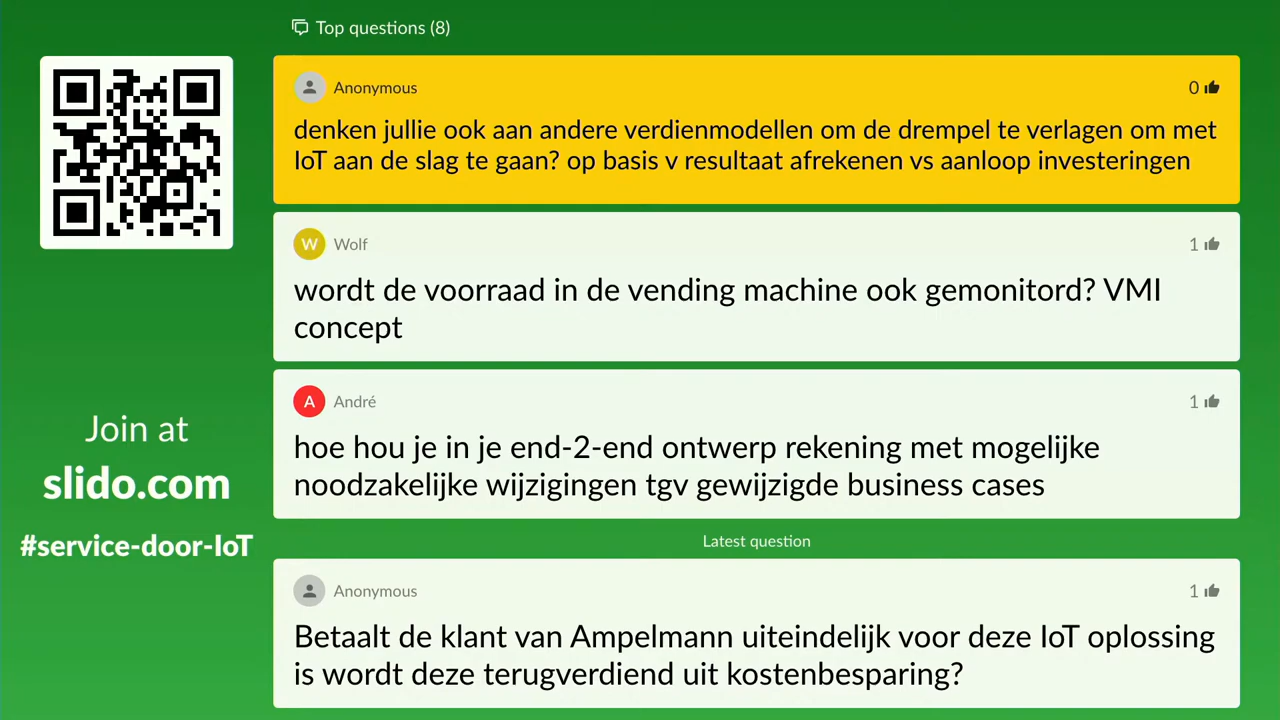 Top questions (8)
Anonymous
0
denken jullie ook aan andere verdienmodellen om de drempel te verlagen om met
IoT aan de slag te gaan? op basis v resultaat afrekenen vs aanloop investeringen
W
Wolf
1
wordt de voorraad in de vending machine ook gemonitord? VMI
concept
A
André
1
hoe hou je in je end-2-end ontwerp rekening met mogelijke
noodzakelijke wijzigingen tgv gewijzigde business cases
Join at
slido.com
#service-door-IoT
Latest question
Anonymous
1
Betaalt de klant van Ampelmann uiteindelijk voor deze IoT oplossing
is wordt deze terugverdiend uit kostenbesparing?